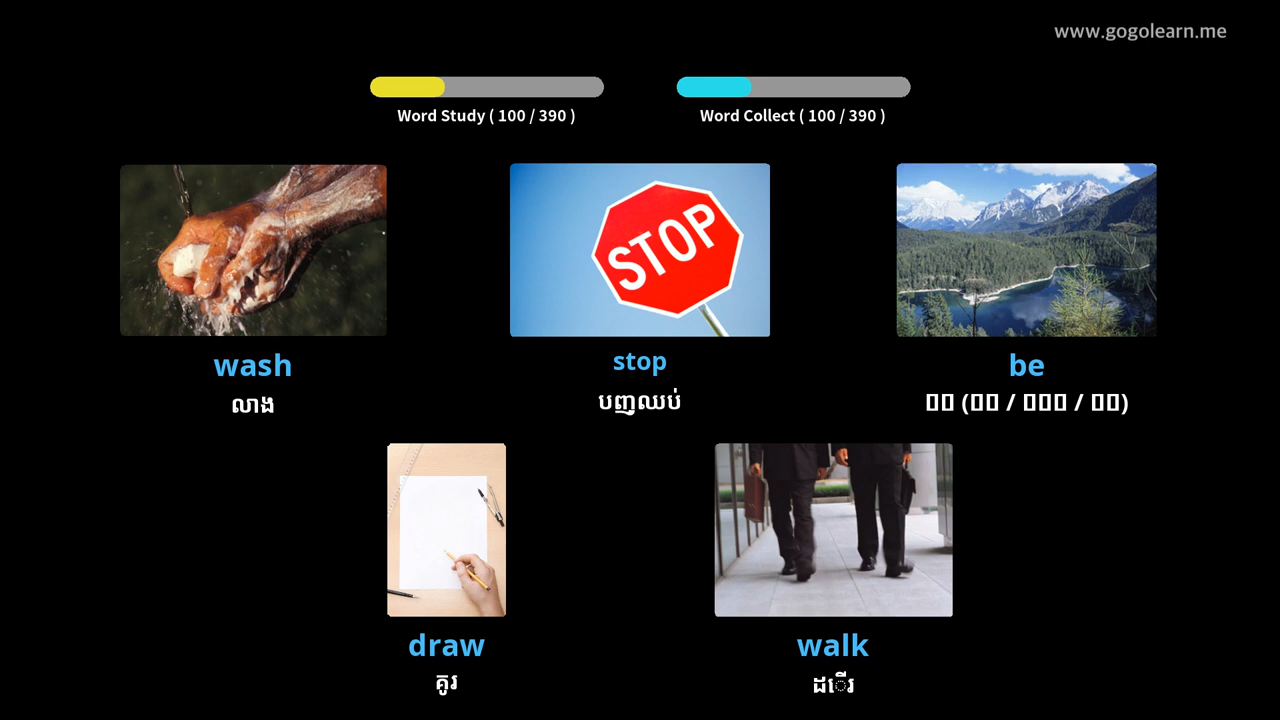 www.gogolearn.me
Word Study ( 100 / 390 )
Word Collect ( 100 / 390 )
STOP
wash
stop
be
លាង
បញ្ឈប់
draw
walk
គូរ
ដើរ